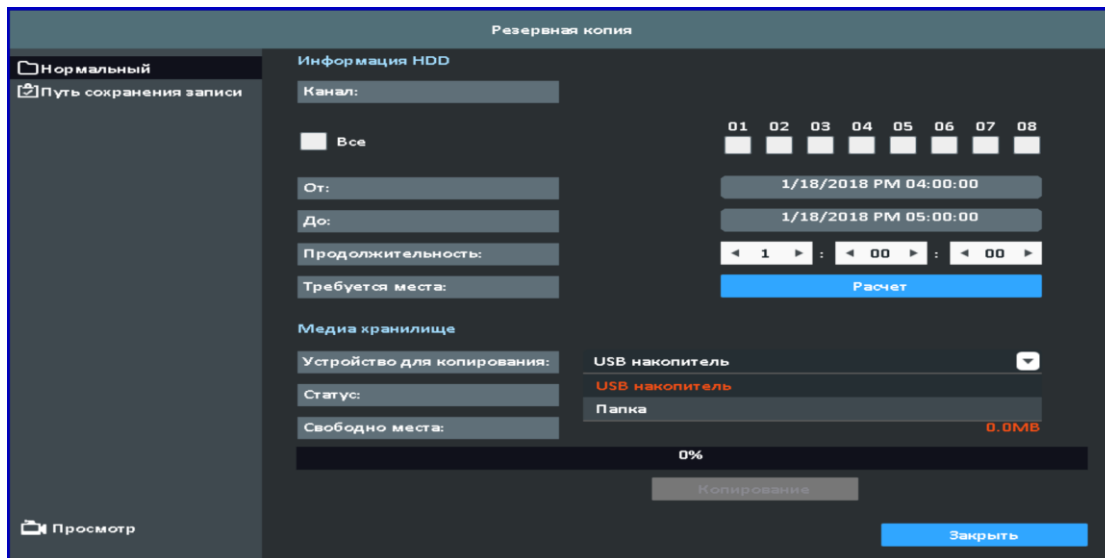 Резервная копия
Нормальный
Путь сохранения записи
Просмотр
Информация HDD
Канал:
01 02 03 04 05 06 07 08
Все
От: 1/18/2018 PM 04:00:00
До: 1/18/2018 PM 05:00:00
Продолжительность: 1 : 00 : 00
Требуется места: Расчет
Медиа хранилище
Устройство для копирования: USB накопитель
USB накопитель
Статус:
Папка
Свободно места: 0.0MB
0%
Копирование
Закрыть